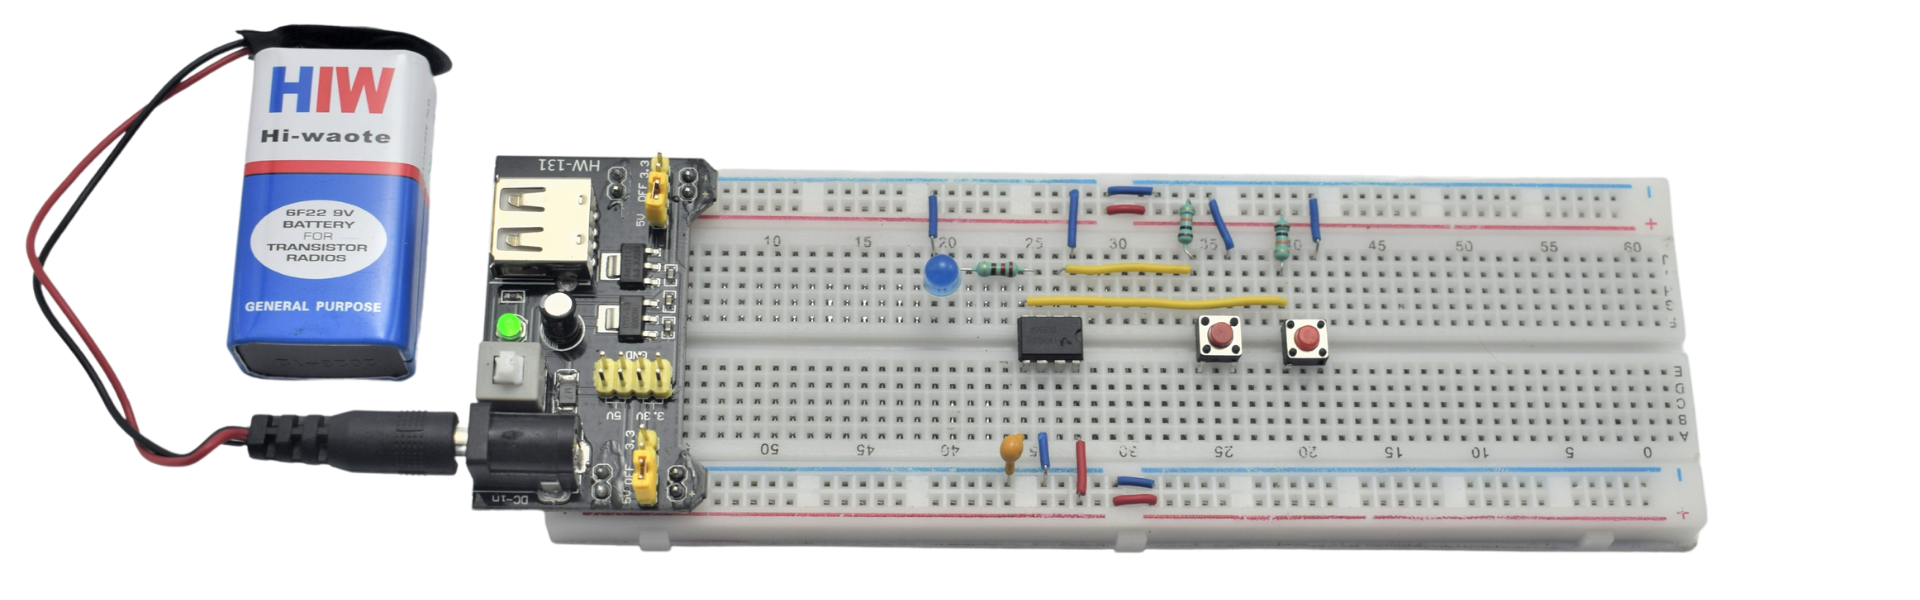 HIW
Hi-waote
6F22 9V
BATTERY
FOR
TRANSISTOR
RADIOS
GENERAL PURPOSE
HW-131
3.3
OFF
5V
GND
5V
3.3V
3.3
OFF
5V
DC-in
-
+
10 15 20 25 30 35 40 45 50 55 60
J
I
F
E
D
C
B
A
50 45 40 30 25 20 15 10 5 0
-
+